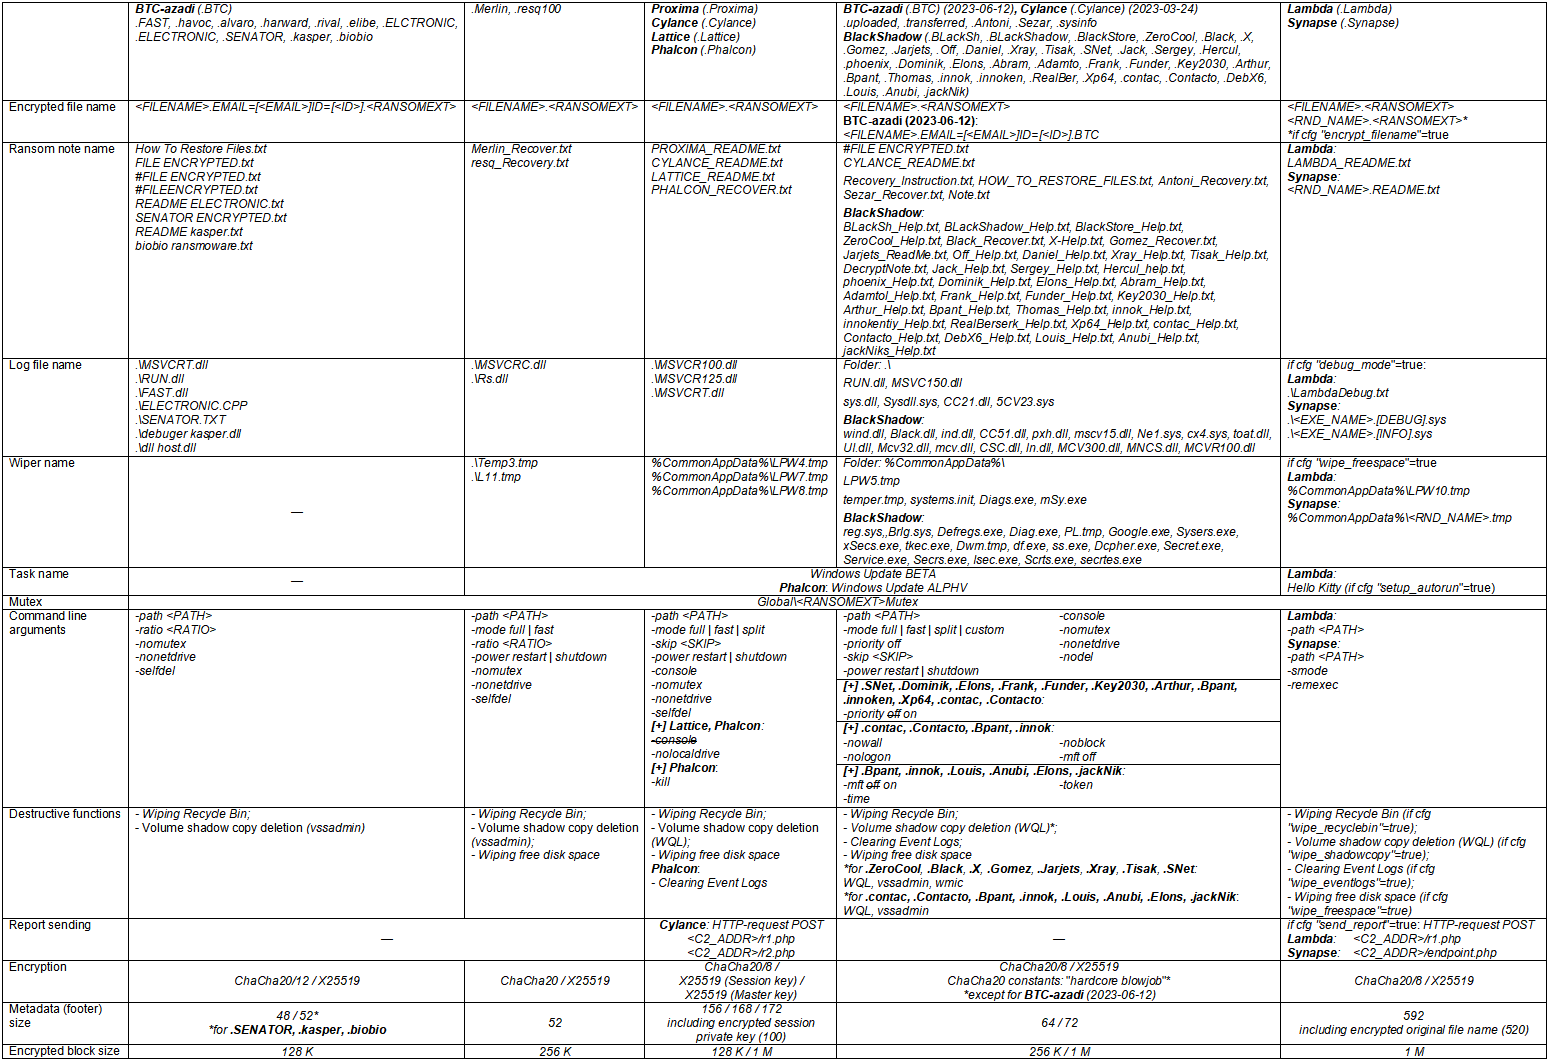 BTC-azadi (.BTC)
.FAST, .havoc, .alvaro, .harward, .rival, .elibe, .ELCTRONIC,
.ELECTRONIC, .SENATOR, .kasper, .biobio
.Merlin, .resq100
Proxima (.Proxima)
Cylance (.Cylance)
Lattice (.Lattice)
Phalcon (.Phalcon)
BTC-azadi (.BTC) (2023-06-12), Cylance (.Cylance) (2023-03-24)
.uploaded, .transferred, .Antoni, .Sezar, .sysinfo
BlackShadow (.BLackSh, .BLackShadow, .BlackStore, .ZeroCool, .Black, .X,
.Gomez, .Jarjets, .Off, .Daniel, .Xray, .Tisak, .SNet, .Jack, .Sergey, .Hercul,
.phoenix, .Dominik, .Elons, .Abram, .Adamto, .Frank, .Funder, .Key2030, .Arthur,
.Bpant, .Thomas, .innok, .innoken, .RealBer, .Xp64, .contac, .Contacto, .DebX6,
.Louis, .Anubi, .jackNik)
Lambda (.Lambda)
Synapse (.Synapse)
Encrypted file name
<FILENAME>.EMAIL=[<EMAIL>]ID=[<ID>].<RANSOMEXT>
<FILENAME>.<RANSOMEXT>
<FILENAME>.<RANSOMEXT>
<FILENAME>.<RANSOMEXT>
BTC-azadi (2023-06-12):
<FILENAME>.EMAIL=[<EMAIL>]ID=[<ID>].BTC
<FILENAME>.<RANSOMEXT>
<RND_NAME>.<RANSOMEXT>*
*if cfg "encrypt_filename"=true
Ransom note name
How To Restore Files.txt
FILE ENCRYPTED.txt
#FILE ENCRYPTED.txt
#FILEENCRYPTED.txt
README ELECTRONIC.txt
SENATOR ENCRYPTED.txt
README kasper.txt
biobio ransmoware.txt
Merlin_Recover.txt
resq_Recovery.txt
PROXIMA_README.txt
CYLANCE_README.txt
LATTICE_README.txt
PHALCON_RECOVER.txt
#FILE ENCRYPTED.txt
CYLANCE_README.txt
Recovery_Instruction.txt, HOW_TO_RESTORE_FILES.txt, Antoni_Recovery.txt,
Sezar_Recover.txt, Note.txt
BlackShadow:
BLackSh_Help.txt, BLackShadow_Help.txt, BlackStore_Help.txt,
ZeroCool_Help.txt, Black_Recover.txt, X-Help.txt, Gomez_Recover.txt,
Jarjets_ReadMe.txt, Off_Help.txt, Daniel_Help.txt, Xray_Help.txt, Tisak_Help.txt,
DecryptNote.txt, Jack_Help.txt, Sergey_Help.txt, Hercul_help.txt,
phoenix_Help.txt, Dominik_Help.txt, Elons_Help.txt, Abram_Help.txt,
Adamtol_Help.txt, Frank_Help.txt, Funder_Help.txt, Key2030_Help.txt,
Arthur_Help.txt, Bpant_Help.txt, Thomas_Help.txt, innok_Help.txt,
innokentiy_Help.txt, RealBerserk_Help.txt, Xp64_Help.txt, contac_Help.txt,
Contacto_Help.txt, DebX6_Help.txt, Louis_Help.txt, Anubi_Help.txt,
jackNiks_Help.txt
Lambda:
LAMBDA_README.txt
Synapse:
<RND_NAME>.README.txt
Log file name
.\MSVCRT.dll
.\RUN.dll
.\FAST.dll
.\ELECTRONIC.CPP
.\SENATOR.TXT
.\debuger kasper.dll
.\dll host.dll
.\MSVCRC.dll
.\Rs.dll
.\MSVCR100.dll
.\MSVCR125.dll
.\MSVCRT.dll
Folder: .\
RUN.dll, MSVC150.dll
sys.dll, Sysdll.sys, CC21.dll, 5CV23.sys
BlackShadow:
wind.dll, Black.dll, ind.dll, CC51.dll, pxh.dll, mscv15.dll, Ne1.sys, cx4.sys, toat.dll,
UI.dll, Mcv32.dll, mcv.dll, CSC.dll, In.dll, MCV300.dll, MNCS.dll, MCVR100.dll
if cfg "debug_mode"=true:
Lambda:
.\LambdaDebug.txt
Synapse:
.\<EXE_NAME>.[DEBUG].sys
.\<EXE_NAME>.[INFO].sys
Wiper name
—
.\Temp3.tmp
.\L11.tmp
%CommonAppData%\LPW4.tmp
%CommonAppData%\LPW7.tmp
%CommonAppData%\LPW8.tmp
Folder: %CommonAppData%\
LPW5.tmp
temper.tmp, systems.init, Diags.exe, mSy.exe
BlackShadow:
reg.sys,,Brlg.sys, Defregs.exe, Diag.exe, PL.tmp, Google.exe, Sysers.exe,
xSecs.exe, tkec.exe, Dwm.tmp, df.exe, ss.exe, Dcpher.exe, Secret.exe,
Service.exe, Secrs.exe, Isec.exe, Scrts.exe, secrtes.exe
if cfg "wipe_freespace"=true
Lambda:
%CommonAppData%\LPW10.tmp
Synapse:
%CommonAppData%\<RND_NAME>.tmp
Task name
—
Windows Update BETA
Phalcon: Windows Update ALPHV
Lambda:
Hello Kitty (if cfg "setup_autorun"=true)
Mutex
Global\<RANSOMEXT>Mutex
Command line
arguments
-path <PATH>
-ratio <RATIO>
-nomutex
-nonetdrive
-selfdel
-path <PATH>
-mode full | fast
-ratio <RATIO>
-power restart | shutdown
-nomutex
-nonetdrive
-selfdel
-path <PATH>
-mode full | fast | split
-skip <SKIP>
-power restart | shutdown
-console
-nomutex
-nonetdrive
-selfdel
[+] Lattice, Phalcon:
-console
-nolocaldrive
[+] Phalcon:
-kill
-path <PATH> -console
-mode full | fast | split | custom -nomutex
-priority off -nonetdrive
-skip <SKIP> -nodel
-power restart | shutdown
[+] .SNet, .Dominik, .Elons, .Frank, .Funder, .Key2030, .Arthur, .Bpant,
.innoken, .Xp64, .contac, .Contacto:
-priority off on
[+] .contac, .Contacto, .Bpant, .innok:
-nowall -noblock
-nologon -mft off
[+] .Bpant, .innok, .Louis, .Anubi, .Elons, .jackNik:
-mft off on -token
-time
Lambda:
-path <PATH>
Synapse:
-path <PATH>
-smode
-remexec
Destructive functions
- Wiping Recycle Bin;
- Volume shadow copy deletion (vssadmin)
- Wiping Recycle Bin;
- Volume shadow copy deletion
(vssadmin);
- Wiping free disk space
- Wiping Recycle Bin;
- Volume shadow copy deletion
(WQL);
- Wiping free disk space
Phalcon:
- Clearing Event Logs
- Wiping Recycle Bin;
- Volume shadow copy deletion (WQL)*;
- Clearing Event Logs;
- Wiping free disk space
*for .ZeroCool, .Black, .X, .Gomez, .Jarjets, .Xray, .Tisak, .SNet:
WQL, vssadmin, wmic
*for .contac, .Contacto, .Bpant, .innok, .Louis, .Anubi, .Elons, .jackNik:
WQL, vssadmin
- Wiping Recycle Bin (if cfg
"wipe_recyclebin"=true);
- Volume shadow copy deletion (WQL) (if cfg
"wipe_shadowcopy"=true);
- Clearing Event Logs (if cfg
"wipe_eventlogs"=true);
- Wiping free disk space (if cfg
"wipe_freespace"=true)
Report sending
—
Cylance: HTTP-request POST
<C2_ADDR>/r1.php
<C2_ADDR>/r2.php
—
if cfg "send_report"=true: HTTP-request POST
Lambda: <C2_ADDR>/r1.php
Synapse: <C2_ADDR>/endpoint.php
Encryption
ChaCha20/12 / X25519
ChaCha20 / X25519
ChaCha20/8 /
X25519 (Session key) /
X25519 (Master key)
ChaCha20/8 / X25519
ChaCha20 constants: "hardcore blowjob"*
*except for BTC-azadi (2023-06-12)
ChaCha20/8 / X25519
Metadata (footer)
size
48 / 52*
*for .SENATOR, .kasper, .biobio
52
156 / 168 / 172
including encrypted session
private key (100)
64 / 72
592
including encrypted original file name (520)
Encrypted block size
128 K
256 K
128 K / 1 M
256 K / 1 M
1 M